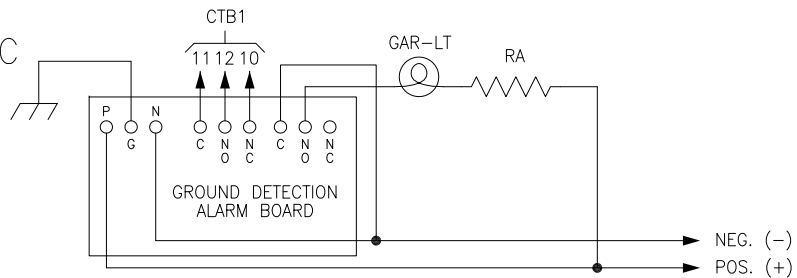 CTB1
C
11 12 10
GAR-LT
RA
P
G
N
C
NO
NC
C
NO
NC
GROUND DETECTION
ALARM BOARD
NEG. (-)
POS. (+)